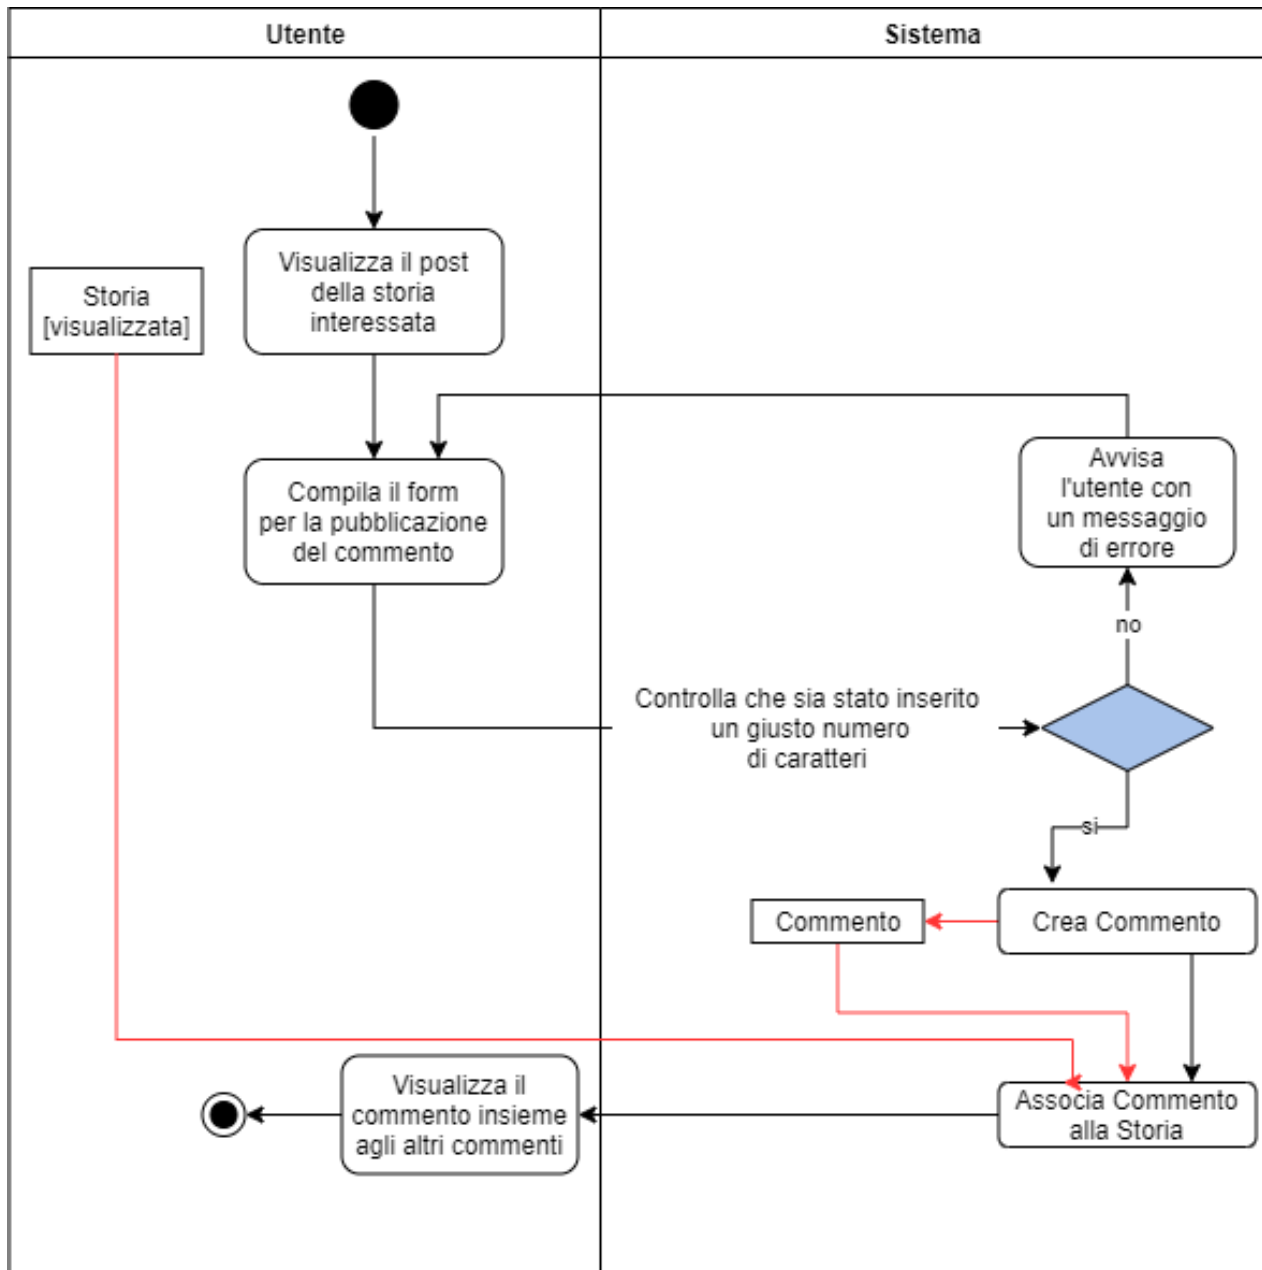 Utente
Sistema
Visualizza il post
della storia
interessata
Storia
[visualizzata]
Avvisa
l'utente con
un messaggio
di errore
Compila il form
per la pubblicazione
del commento
no
Controlla che sia stato inserito
un giusto numero
di caratteri
si
Commento
Crea Commento
Visualizza il
commento insieme
agli altri commenti
Associa Commento
alla Storia